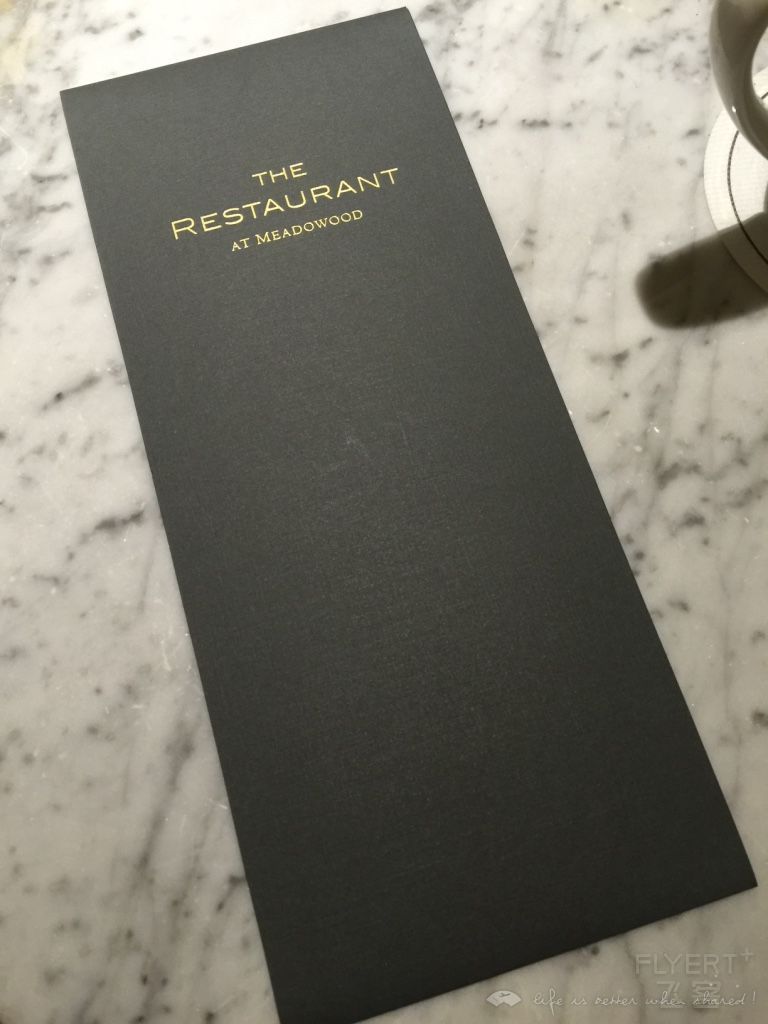 THE
RESTAURANT
AT MEADOWOOD
FLYERT+
飞客
life is better when shared!